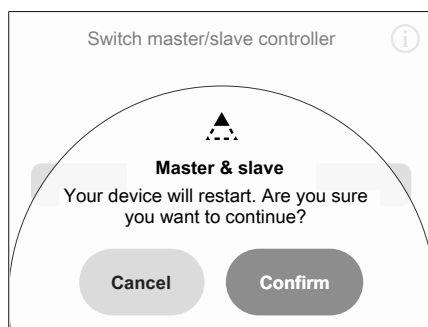 Switch master/slave controller
Master & slave
Your device will restart. Are you sure
you want to continue?
Cancel
Confirm